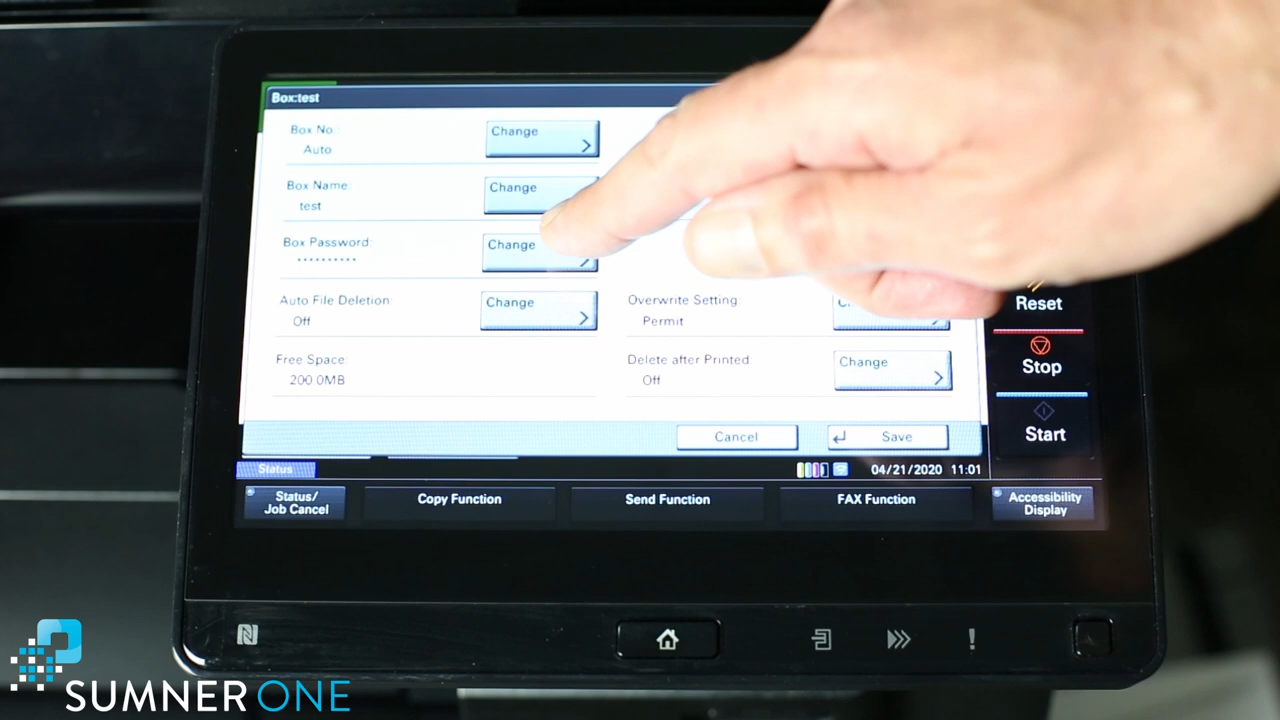 Box:test
Box No.:
Auto
Change
Box Name:
test
Change
Box Password:
**********
Change
Auto File Deletion:
Off
Change
Overwrite Setting:
Permit
Free Space:
200.0MB
Delete after Printed:
Off
Change
Cancel
Save
Reset
Stop
Start
Status
04/21/2020 11:01
Status/
Job Cancel
Copy Function
Send Function
FAX Function
Accessibility
Display
SUMNERONE